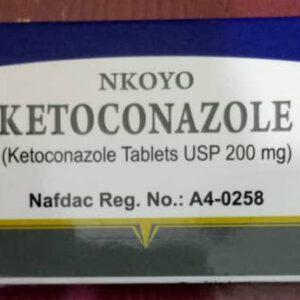 NKOYO
KETOCONAZOLE
(Ketoconazole Tablets USP 200 mg)
Nafdac Reg. No.: A4-0258